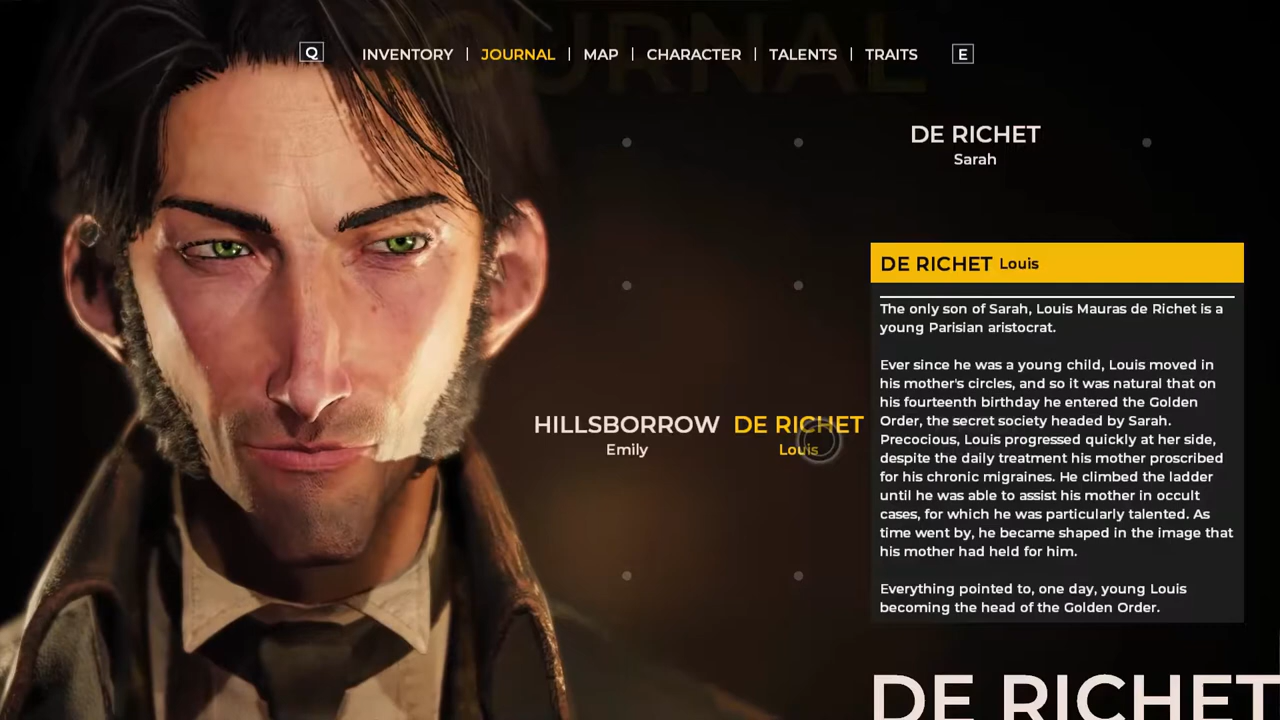 JOURNAL
Q INVENTORY | JOURNAL | MAP | CHARACTER | TALENTS | TRAITS E
DE RICHET
Sarah
DE RICHET Louis
The only son of Sarah, Louis Mauras de Richet is a
young Parisian aristocrat.
Ever since he was a young child, Louis moved in
his mother's circles, and so it was natural that on
his fourteenth birthday he entered the Golden
Order, the secret society headed by Sarah.
Precocious, Louis progressed quickly at her side,
despite the daily treatment his mother proscribed
for his chronic migraines. He climbed the ladder
until he was able to assist his mother in occult
cases, for which he was particularly talented. As
time went by, he became shaped in the image that
his mother had held for him.
Everything pointed to, one day, young Louis
becoming the head of the Golden Order.
HILLSBORROW
Emily
DE RICHET
Louis
DE RICHET